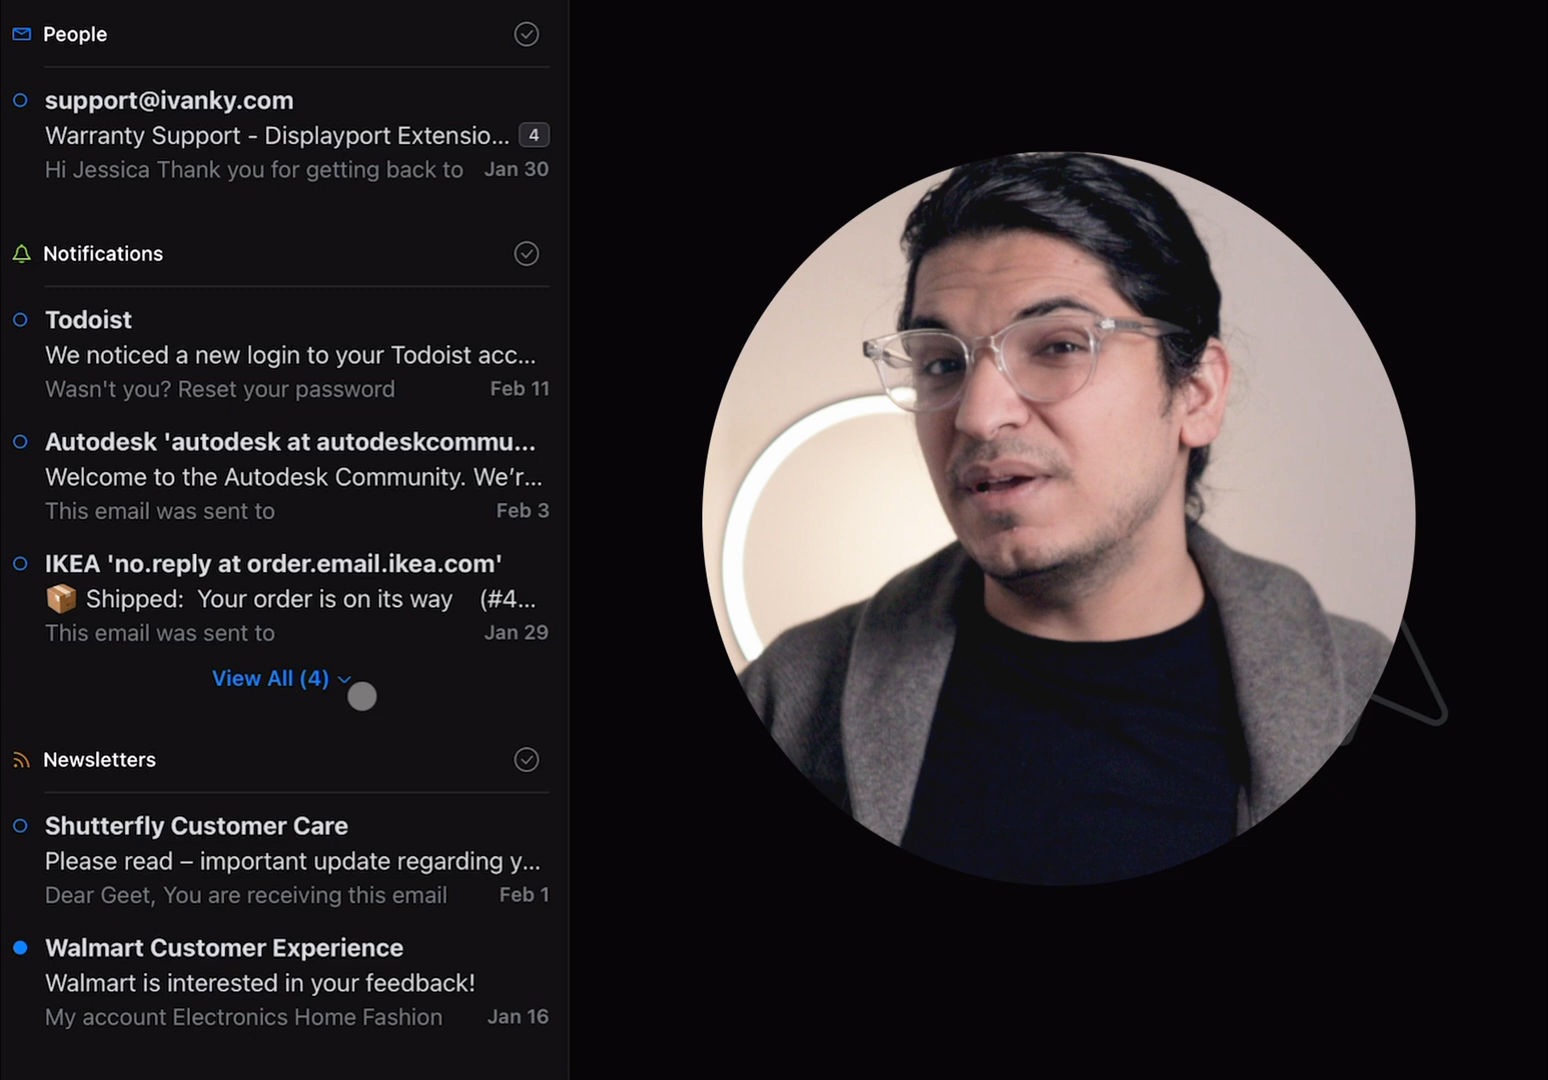 People
support@ivanky.com
Warranty Support - Displayport Extensio... 4
Hi Jessica Thank you for getting back to Jan 30
Notifications
Todoist
We noticed a new login to your Todoist acc...
Wasn't you? Reset your password Feb 11
Autodesk 'autodesk at autodeskcommu...
Welcome to the Autodesk Community. We’r...
This email was sent to Feb 3
IKEA 'no.reply at order.email.ikea.com'
📦 Shipped: Your order is on its way (#4...
This email was sent to Jan 29
View All (4)
Newsletters
Shutterfly Customer Care
Please read – important update regarding y...
Dear Geet, You are receiving this email Feb 1
Walmart Customer Experience
Walmart is interested in your feedback!
My account Electronics Home Fashion Jan 16